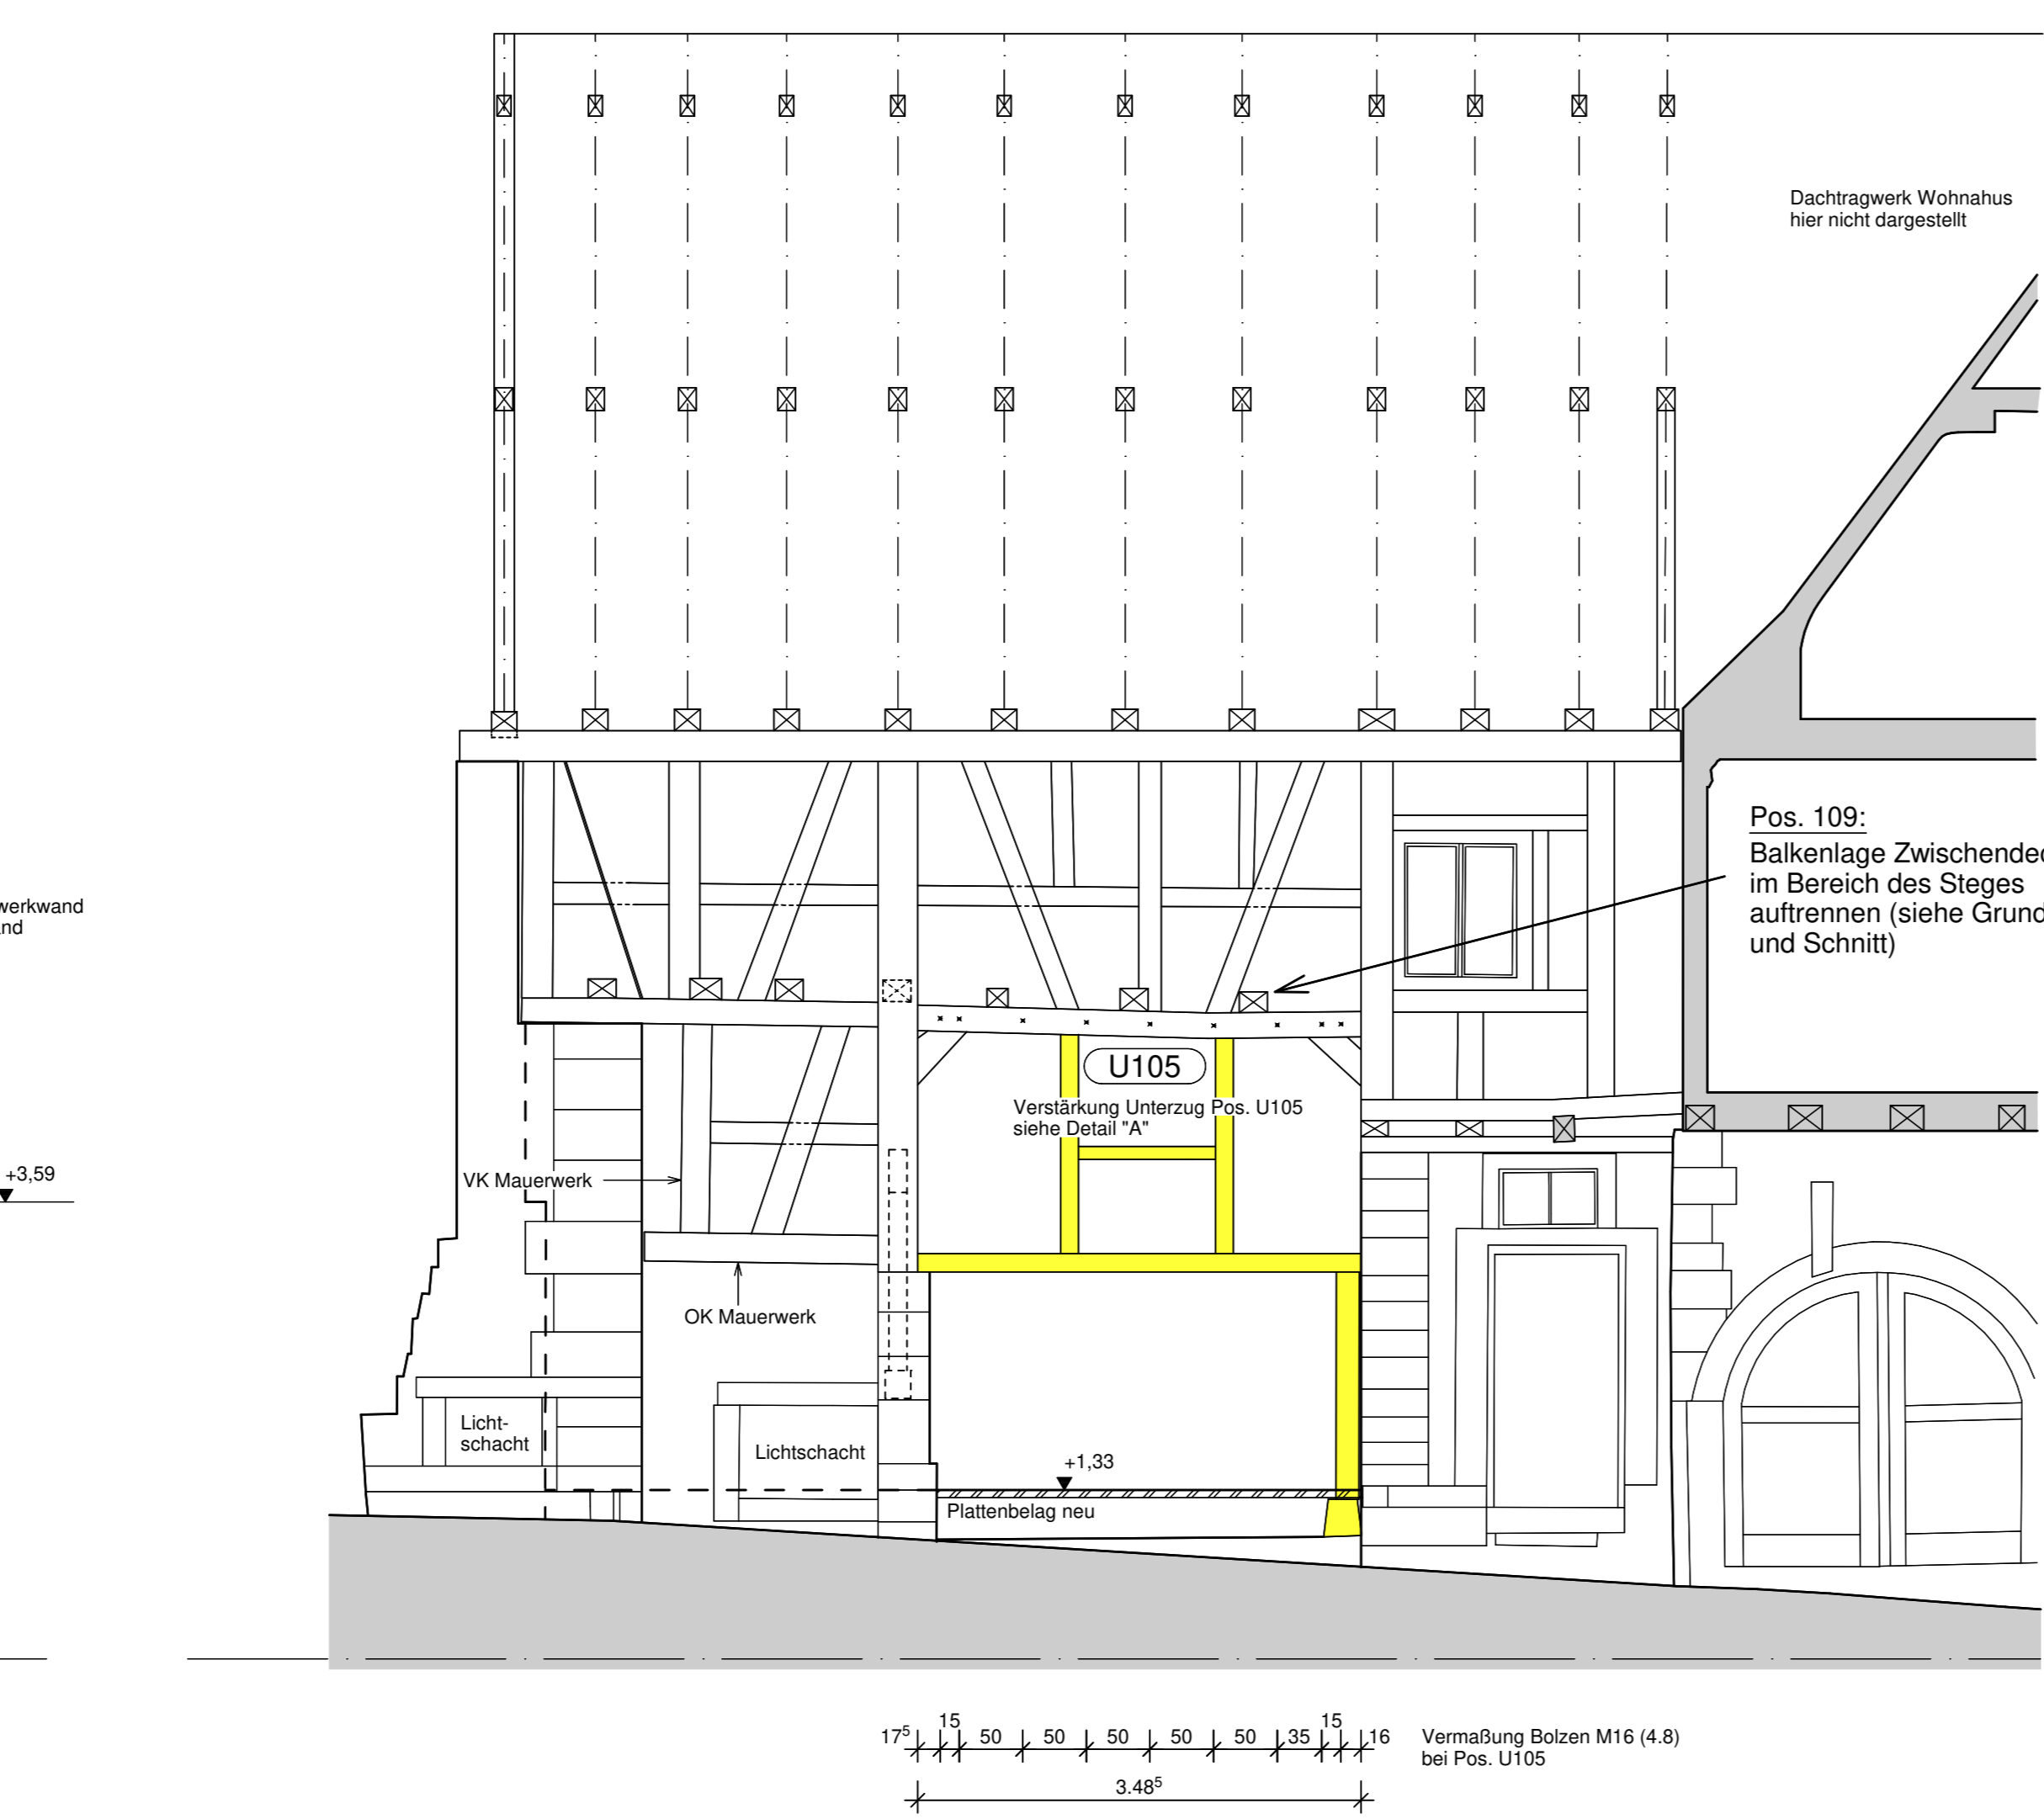 Dachtragwerk Wohnahus
hier nicht dargestellt
Pos. 109:
Balkenlage Zwischendec
im Bereich des Steges
auftrennen (siehe Grund
und Schnitt)
werkwand
nd
U105
Verstärkung Unterzug Pos. U105
siehe Detail "A"
+3,59
VK Mauerwerk
OK Mauerwerk
Licht-
schacht
Lichtschacht
+1,33
Plattenbelag neu
17⁵ 15 50 50 50 50 50 35 15 16
Vermaßung Bolzen M16 (4.8)
bei Pos. U105
3.48⁵